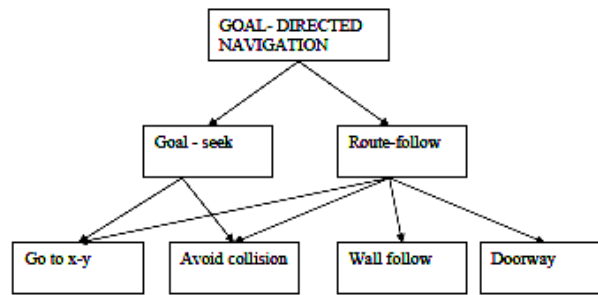 GOAL- DIRECTED
NAVIGATION
Goal - seek
Route-follow
Go to x-y
Avoid collision
Wall follow
Doorway